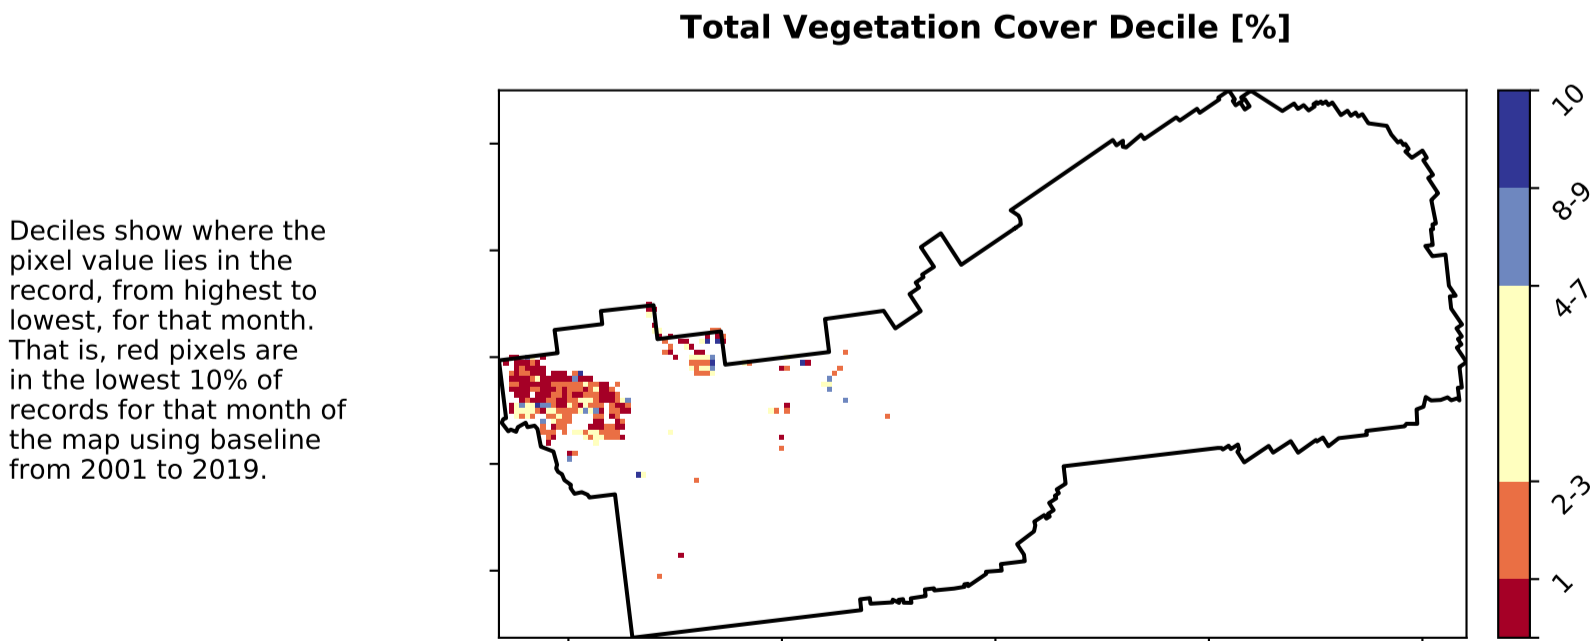 Total Vegetation Cover Decile [%]
Deciles show where the
pixel value lies in the
record, from highest to
lowest, for that month.
That is, red pixels are
in the lowest 10% of
records for that month of
the map using baseline
from 2001 to 2019.
10
8-9
4-7
2-3
1